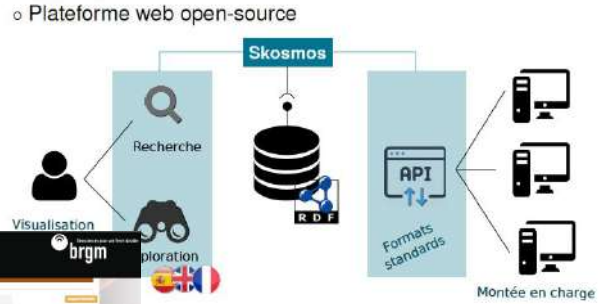 ○ Plateforme web open-source
Skosmos
Recherche
API
Visualisation
RDF
Formats
standards
brgm
ploration
Montée en charge